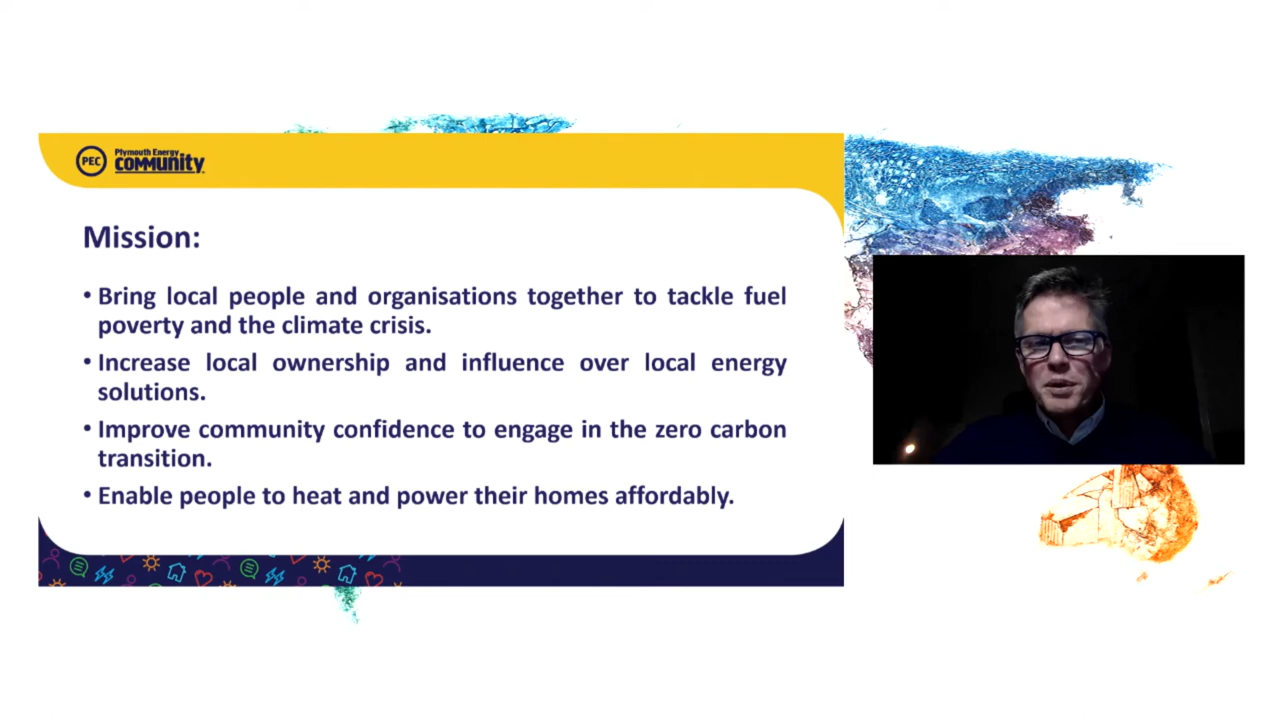 PEC
Plymouth Energy
COMMUNITY
Mission:
• Bring local people and organisations together to tackle fuel
poverty and the climate crisis.
• Increase local ownership and influence over local energy
solutions.
• Improve community confidence to engage in the zero carbon
transition.
• Enable people to heat and power their homes affordably.